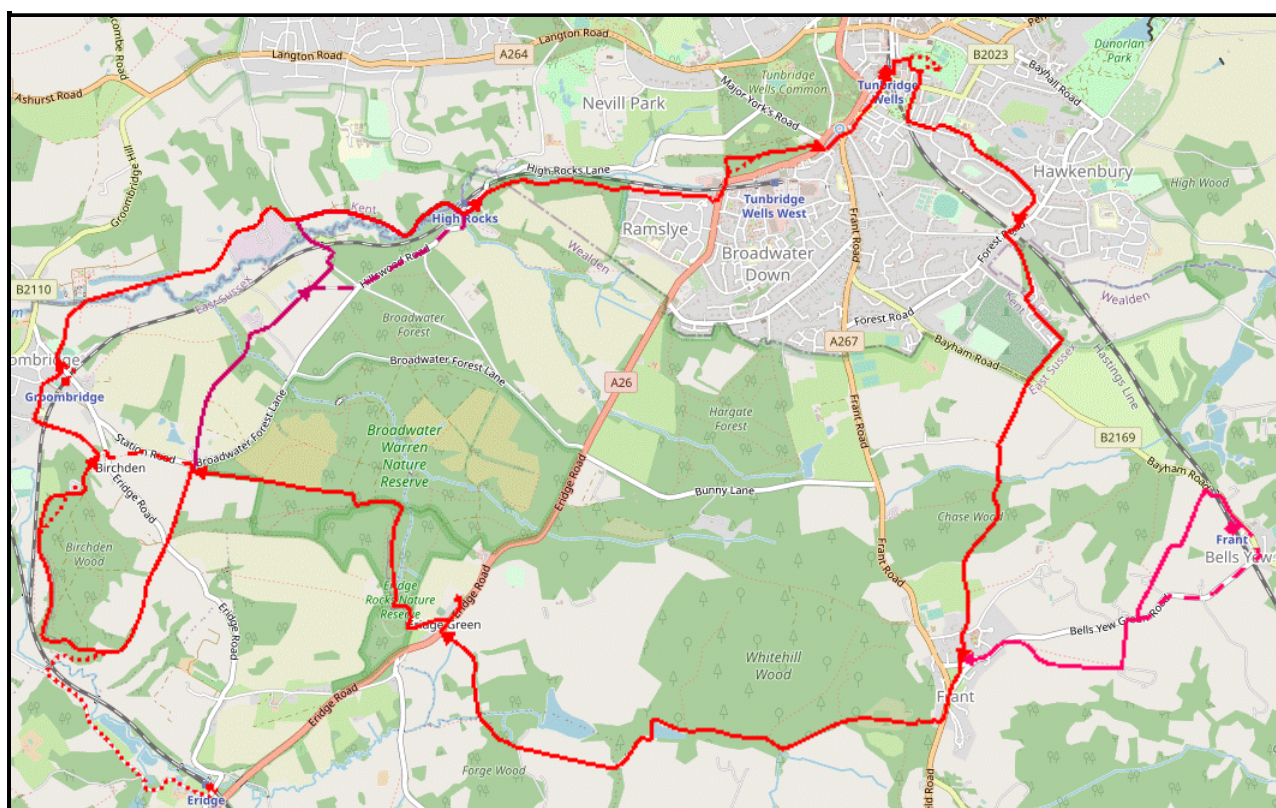 Langton Road
Langton Road
A264
Ashurst Road
Groombridge Hill
Nevill Park
Tunbridge
Wells Common
Major York's Road
Tunbridge
Wells
B2023
Bayhall Road
Dunorlan
Park
Hawkenbury
High Wood
High Rocks Lane
Kent
High Rocks
Ramslye
Tunbridge
Wells West
Broadwater
Down
Frant Road
Forest Road
Wealden
Wealden
Kent
East Sussex
B2110
Hillswood Road
Broadwater
Forest
Broadwater Forest Lane
Forest Road
A267
Bayham Road
East Sussex
Hastings Line
A26
ombridge
Groombridge
Hargate
Forest
Frant Road
Station Road
Birchden
Broadwater Forest Lane
Broadwater
Warren
Nature
Reserve
B2169
Bayham Road
Eridge Road
Eridge Road
Bunny Lane
Chase Wood
Birchden
Wood
Frant
Bells Yew
Frant Road
Eridge
Rocks Nature
Reserve
Eridge Road
Eridge Green
Eridge Road
Bells Yew Green Road
Whitehill
Wood
Frant
Eridge Road
Forge Wood
Eridge
ld Road